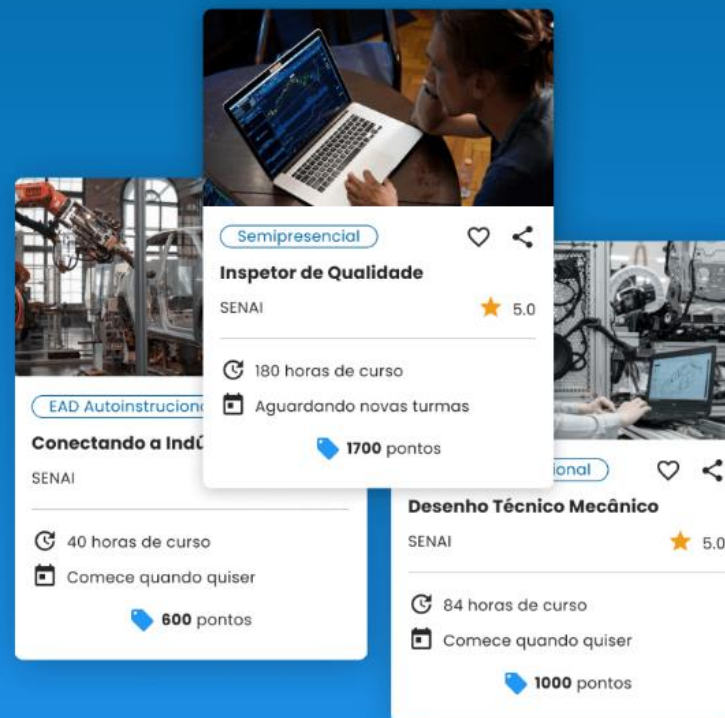 Semipresencial
Inspetor de Qualidade
SENAI
5.0
180 horas de curso
Aguardando novas turmas
1700 pontos
EAD Autoinstrucion
Conectando a Indú
SENAI
40 horas de curso
Comece quando quiser
600 pontos
ional
Desenho Técnico Mecânico
SENAI
5.0
84 horas de curso
Comece quando quiser
1000 pontos